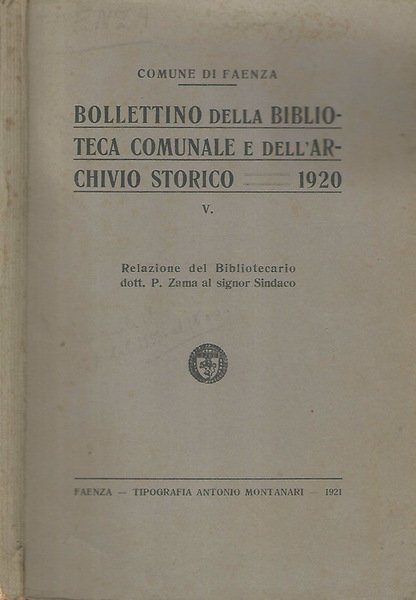 COMUNE DI FAENZA
BOLLETTINO DELLA BIBLIO-
TECA COMUNALE E DELL'AR-
CHIVIO STORICO — 1920
V.
Relazione del Bibliotecario
dott. P. Zama al signor Sindaco
FAENZA — TIPOGRAFIA ANTONIO MONTANARI — 1921